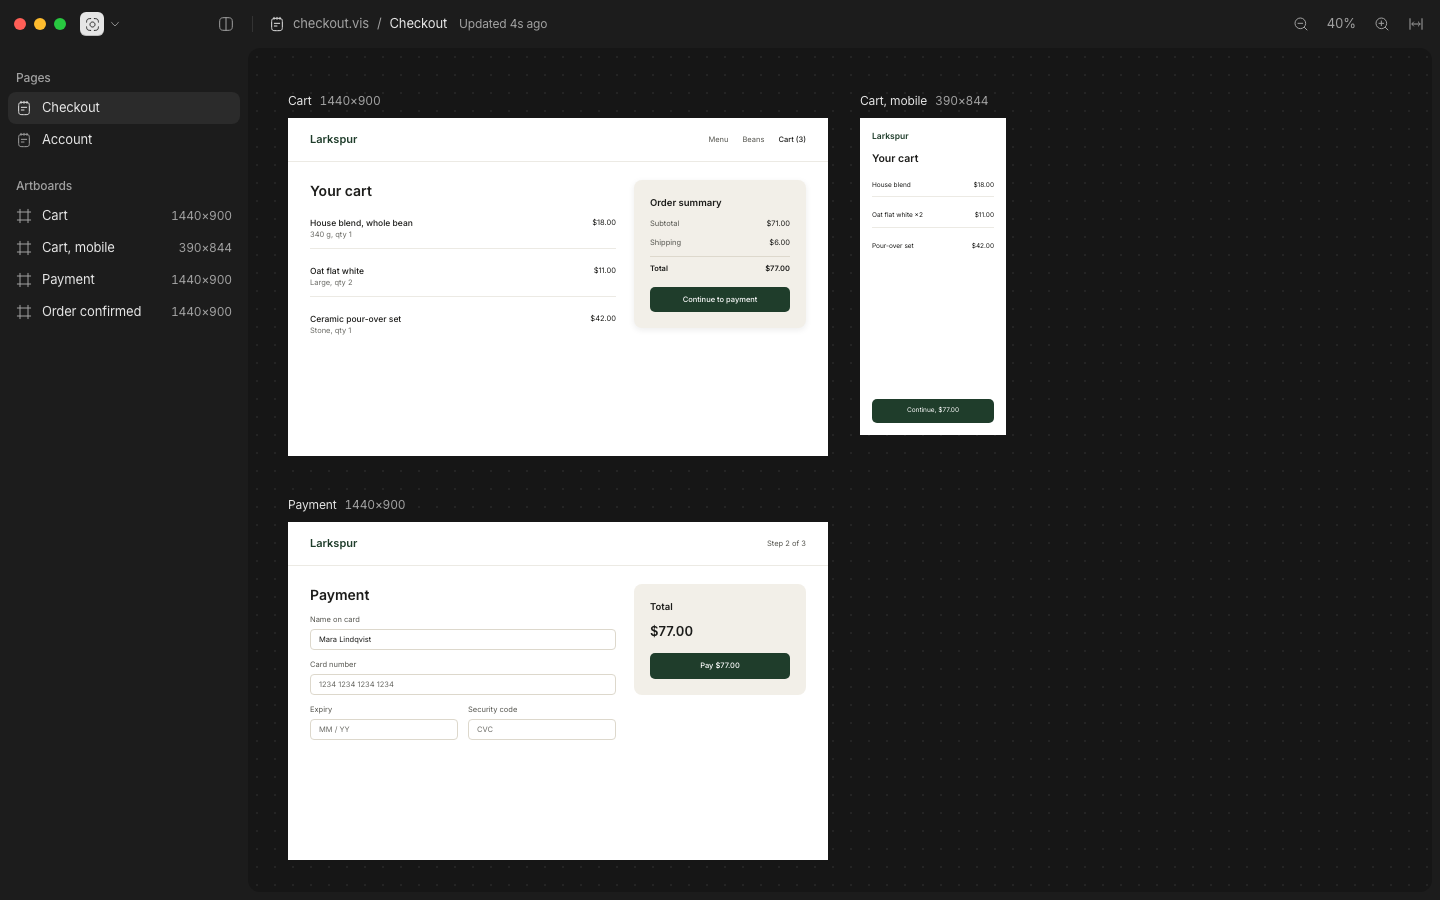 checkout.vis / Checkout Updated 4s ago
40%
Pages
Checkout
Account
Artboards
Cart 1440×900
Cart, mobile 390×844
Payment 1440×900
Order confirmed 1440×900
Cart 1440×900
Larkspur
Menu Beans Cart (3)
Your cart
House blend, whole bean $18.00
340 g, qty 1
Oat flat white $11.00
Large, qty 2
Ceramic pour-over set $42.00
Stone, qty 1
Order summary
Subtotal $71.00
Shipping $6.00
Total $77.00
Continue to payment
Cart, mobile 390×844
Larkspur
Your cart
House blend $18.00
Oat flat white ×2 $11.00
Pour-over set $42.00
Continue, $77.00
Payment 1440×900
Larkspur
Step 2 of 3
Payment
Name on card
Mara Lindqvist
Card number
1234 1234 1234 1234
Expiry Security code
MM / YY CVC
Total
$77.00
Pay $77.00